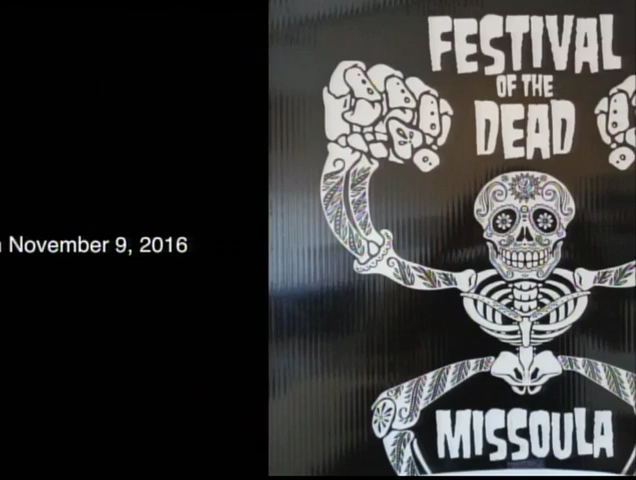 November 9, 2016
FESTIVAL
OF THE
DEAD
MISSOULA